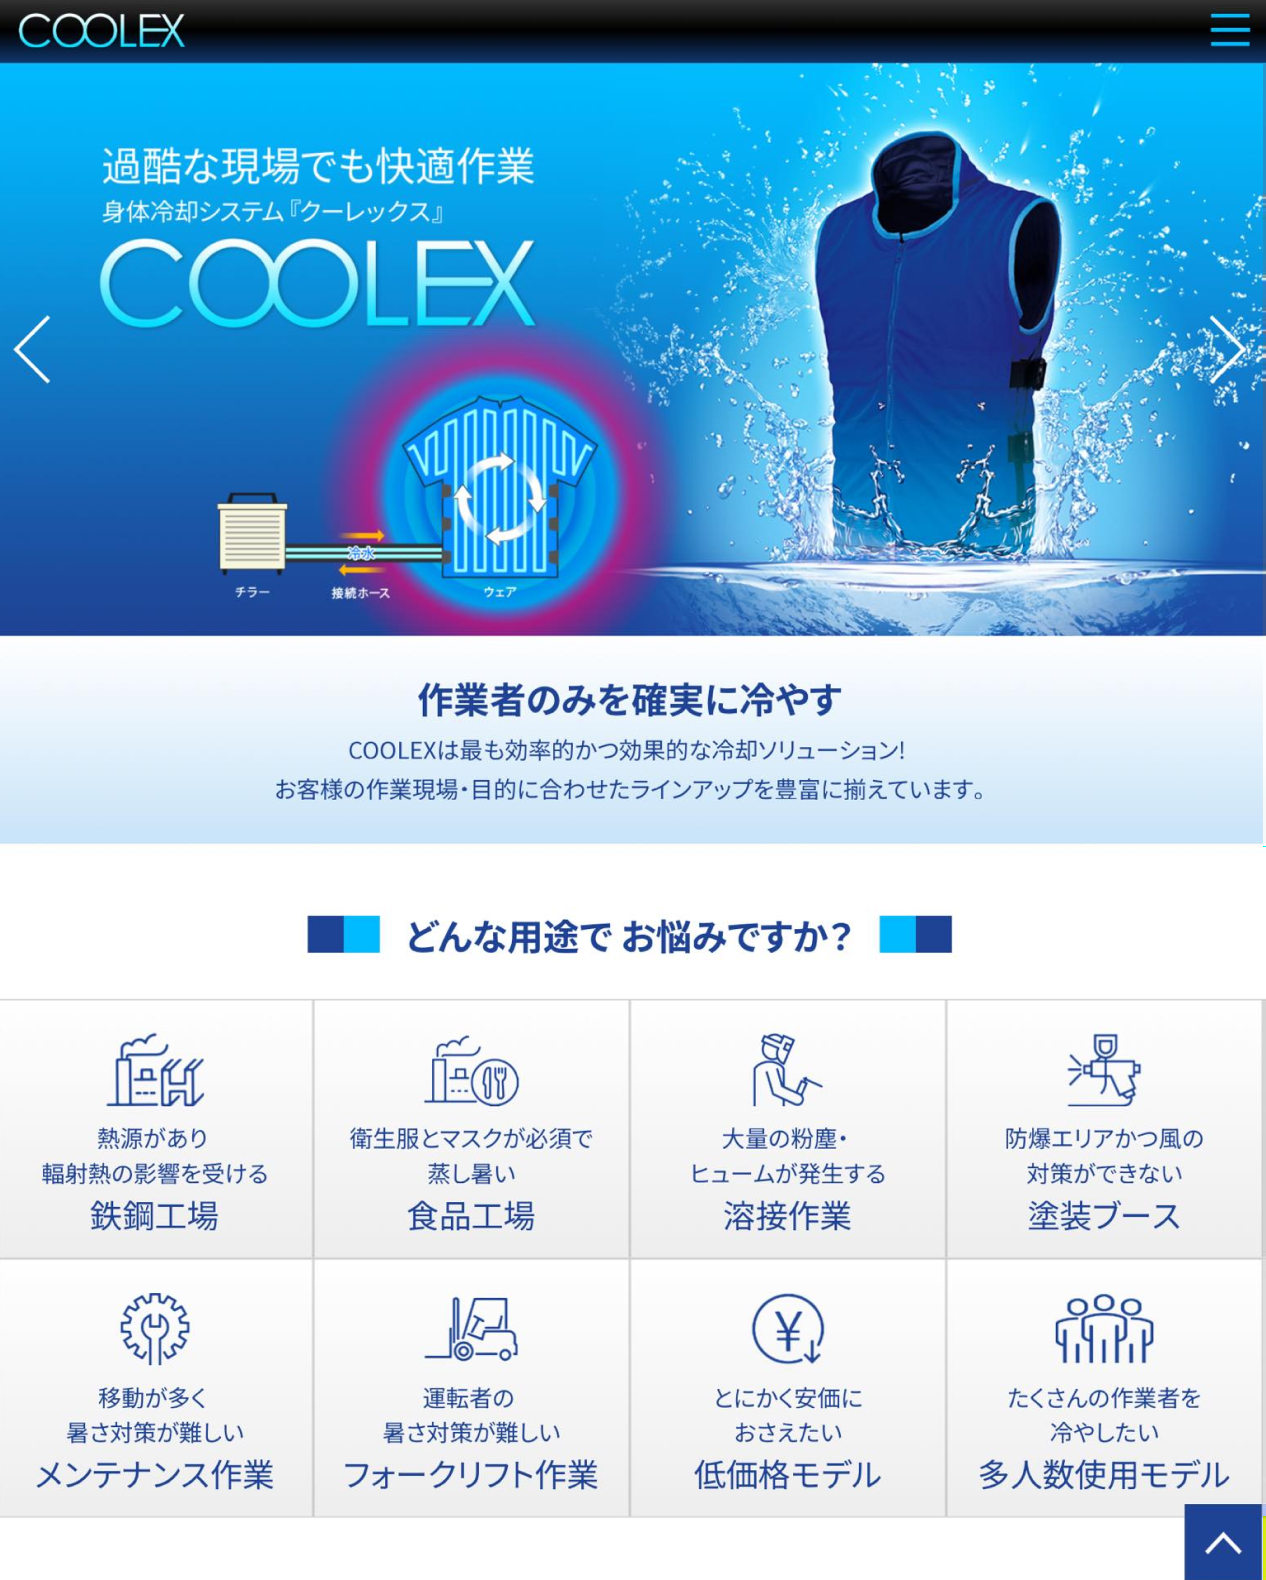 COOLEX
過酷な現場でも快適作業
身体冷却システム『クーレックス』
COOLEX
冷水
チラー
接続ホース
ウェア
作業者のみを確実に冷やす
COOLEXは最も効率的かつ効果的な冷却ソリューション!
お客様の作業現場・目的に合わせたラインアップを豊富に揃えています。
どんな用途で お悩みですか？
熱源があり
輻射熱の影響を受ける
鉄鋼工場
衛生服とマスクが必須で
蒸し暑い
食品工場
大量の粉塵・
ヒュームが発生する
溶接作業
防爆エリアかつ風の
対策ができない
塗装ブース
移動が多く
暑さ対策が難しい
メンテナンス作業
運転者の
暑さ対策が難しい
フォークリフト作業
とにかく安価に
おさえたい
低価格モデル
たくさんの作業者を
冷やしたい
多人数使用モデル